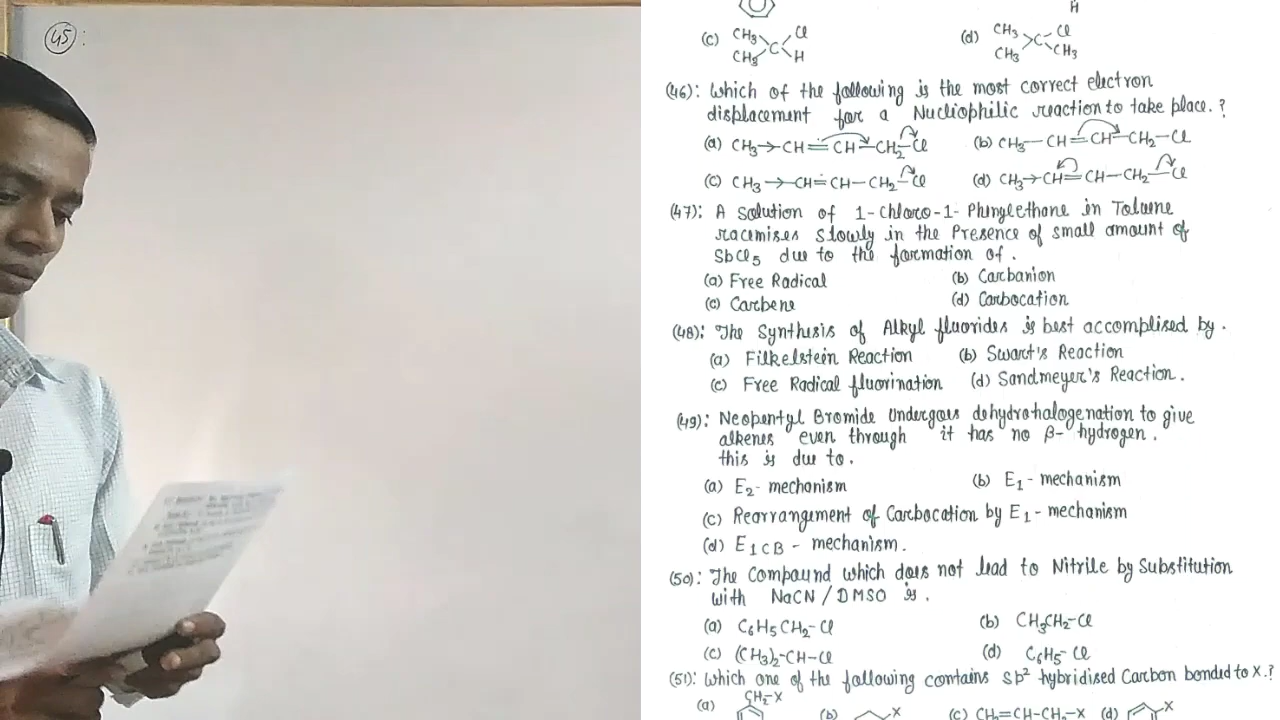 (45):
H
(c) CH3 CH3 C Cl H
(d) CH3 CH3 C Cl CH3
(46): Which of the following is the most correct electron
displacement for a Nucliophilic reaction to take place.?
(a) CH3→CH=CH-CH2-Cl (b) CH3-CH=CH-CH2-Cl
(c) CH3→CH=CH-CH2-Cl (d) CH3→CH=CH-CH2-Cl
(47): A Solution of 1-Chloro-1-Phenylethane in Toluene
racemises slowly in the Presence of small amount of
SbCl5 due to the formation of.
(a) Free Radical (b) Carbanion
(c) Carbene (d) Carbocation
(48): The Synthesis of Alkyl fluorides is best accomplised by.
(a) Filkelstein Reaction (b) Swart's Reaction
(c) Free Radical fluorination (d) Sandmeyer's Reaction.
(49): Neopentyl Bromide Undergoes dehydrohalogenation to give
alkenes even through it has no β-hydrogen.
this is due to.
(a) E2-mechanism (b) E1-mechanism
(c) Rearrangement of Carbocation by E1-mechanism
(d) E1CB-mechanism.
(50): The Compound which does not lead to Nitrile by Substitution
with NaCN/DMSO is.
(a) C6H5CH2-Cl (b) CH3CH2-Cl
(c) (CH3)2-CH-Cl (d) C6H5-Cl
(51): Which one of the following contains sp² hybridised Carbon bonded to X.?
(a) CH2-X (b) X (c) CH2=CH-CH2-X (d) X